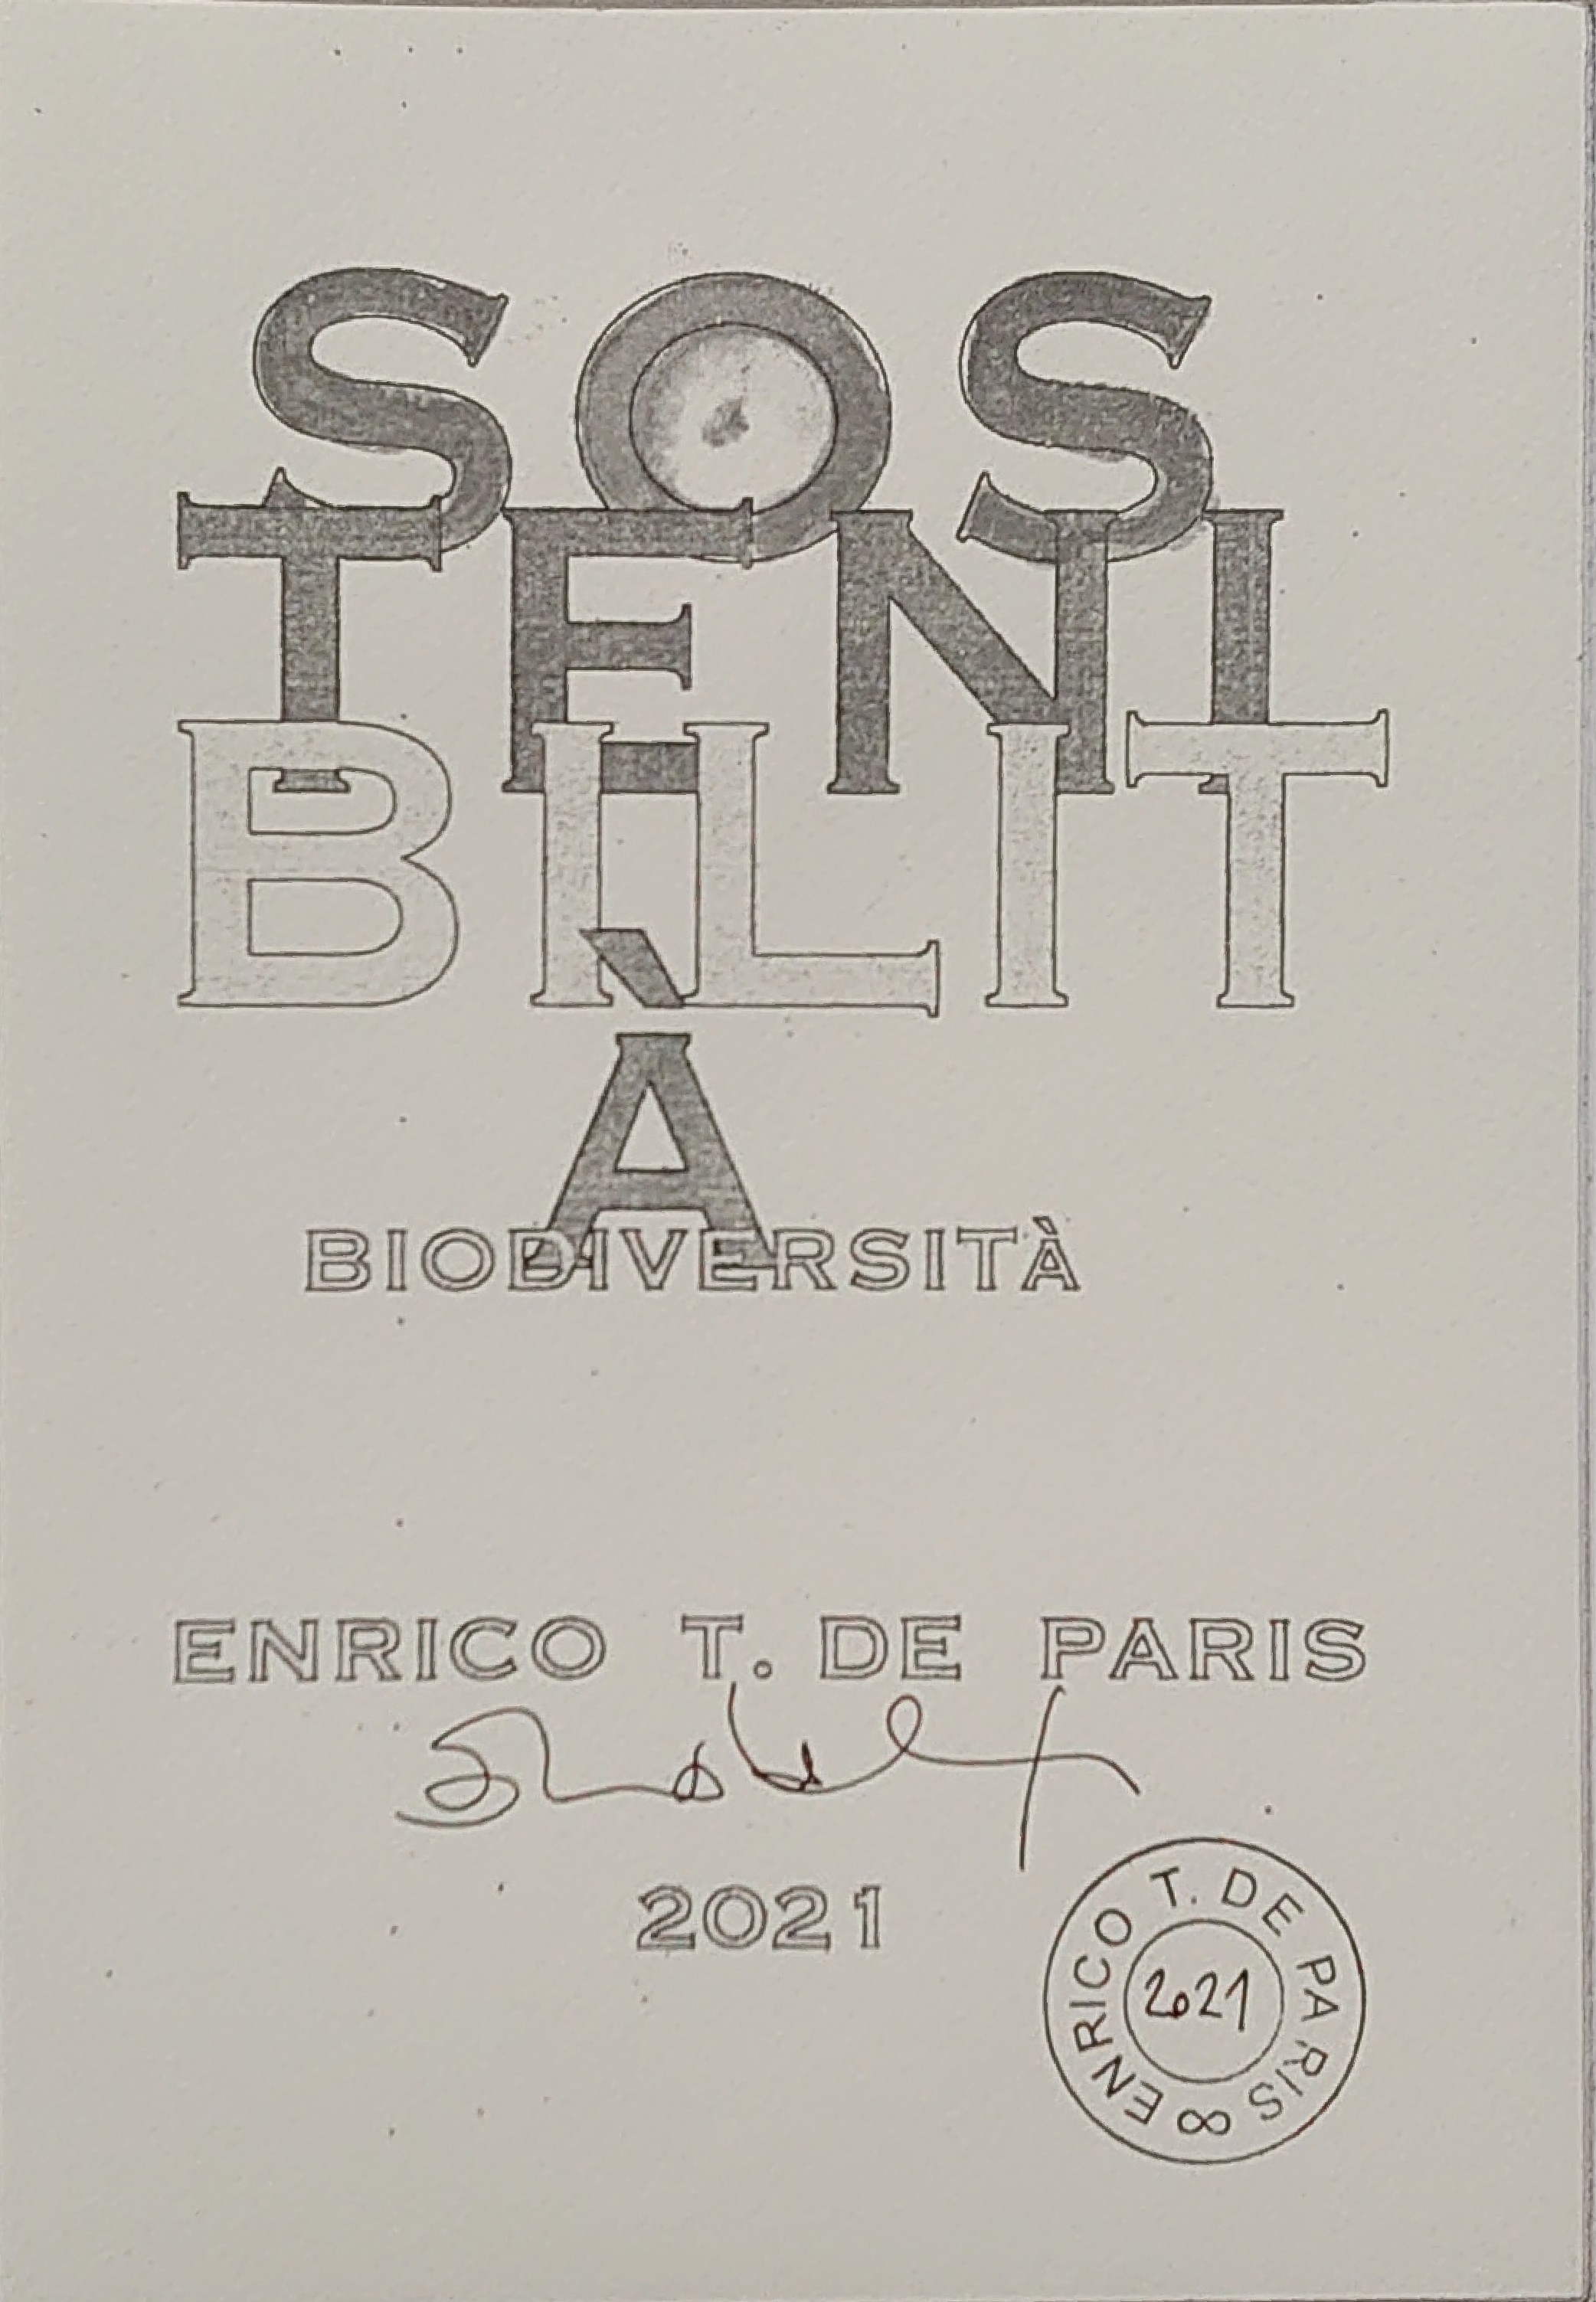 SOS
TENI
BILIT
À
BIODIVERSITÀ
ENRICO T. DE PARIS
2021
ENRICO T. DE PARIS ∞
2021